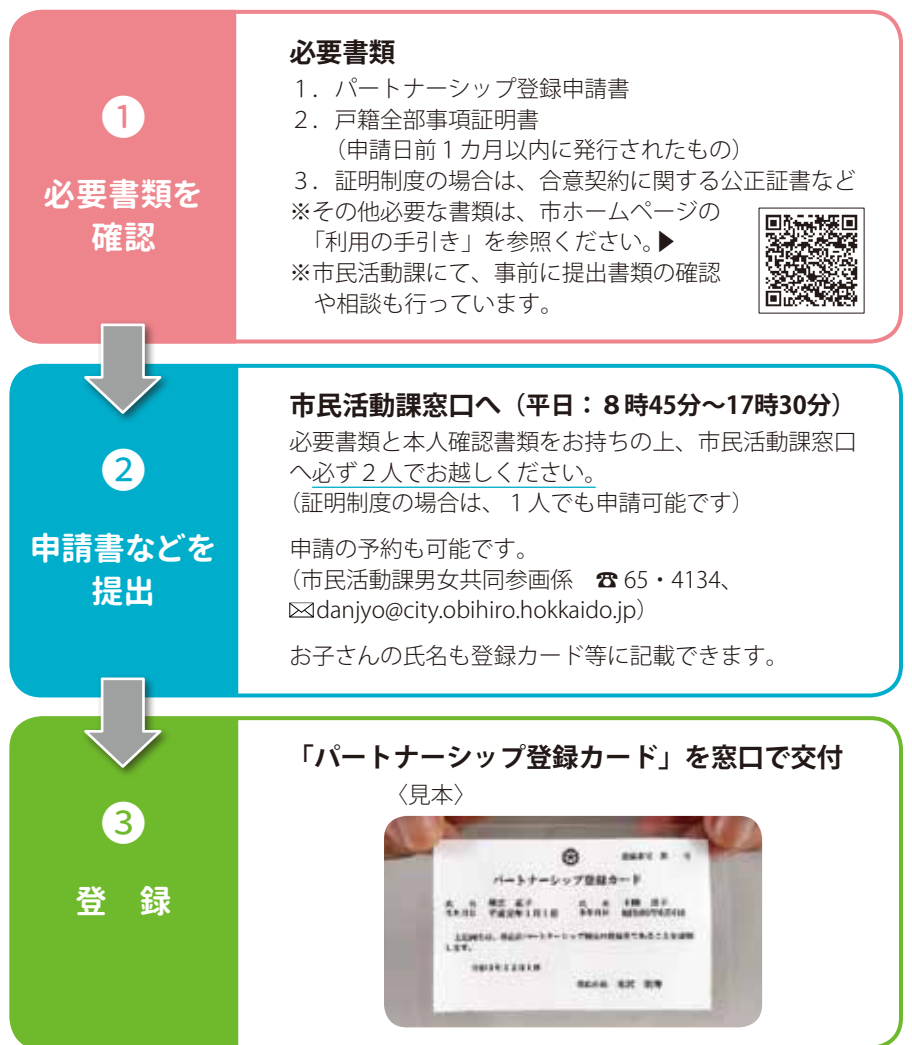 1
必要書類を
確認
必要書類
1．パートナーシップ登録申請書
2．戸籍全部事項証明書
（申請日前1カ月以内に発行されたもの）
3．証明制度の場合は、合意契約に関する公正証書など
※その他必要な書類は、市ホームページの
「利用の手引き」を参照ください。▶
※市民活動課にて、事前に提出書類の確認
や相談も行っています。
2
申請書などを
提出
市民活動課窓口へ（平日：8時45分～17時30分）
必要書類と本人確認書類をお持ちの上、市民活動課窓口
へ必ず2人でお越しください。
（証明制度の場合は、1人でも申請可能です）
申請の予約も可能です。
（市民活動課男女共同参画係　☎65・4134、
✉danjyo@city.obihiro.hokkaido.jp）
お子さんの氏名も登録カード等に記載できます。
3
登　録
「パートナーシップ登録カード」を窓口で交付
〈見本〉
パートナーシップ登録カード